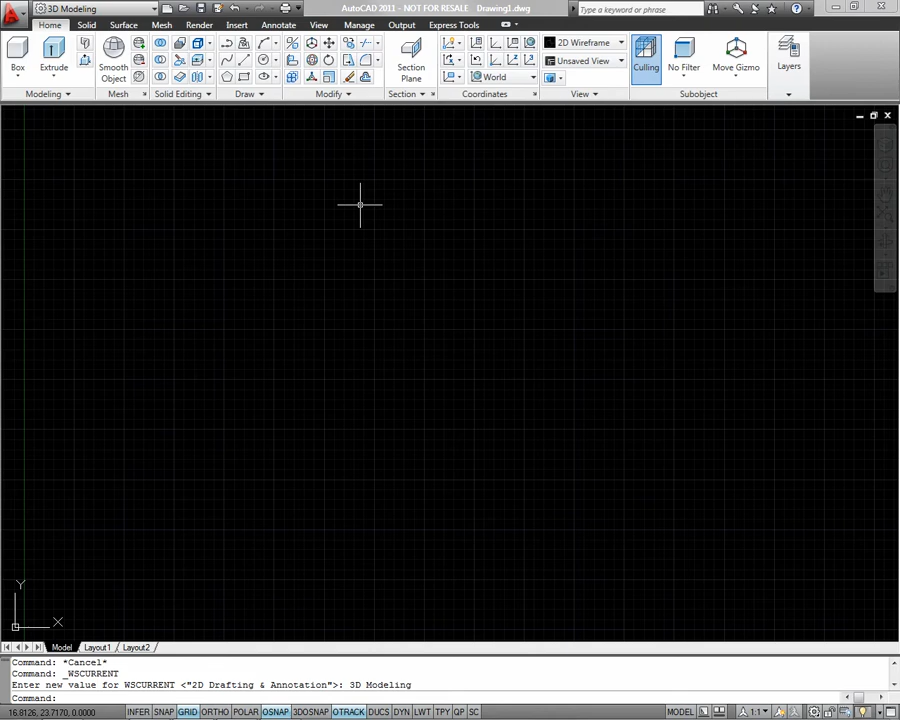 3D Modeling
AutoCAD 2011 - NOT FOR RESALE Drawing1.dwg
Type a keyword or phrase
Home Solid Surface Mesh Render Insert Annotate View Manage Output Express Tools
Box Extrude Smooth Object Section Plane World 2D Wireframe Unsaved View Culling No Filter Move Gizmo Layers
Modeling Mesh Solid Editing Draw Modify Section Coordinates View Subobject
Y
X
Model Layout1 Layout2
Command: *Cancel*
Command: _WSCURRENT
Enter new value for WSCURRENT <"2D Drafting & Annotation">: 3D Modeling
Command:
16.8126, 23.7170, 0.0000 INFER SNAP GRID ORTHO POLAR OSNAP 3DOSNAP OTRACK DUCS DYN LWT TPY QP SC MODEL 1:1